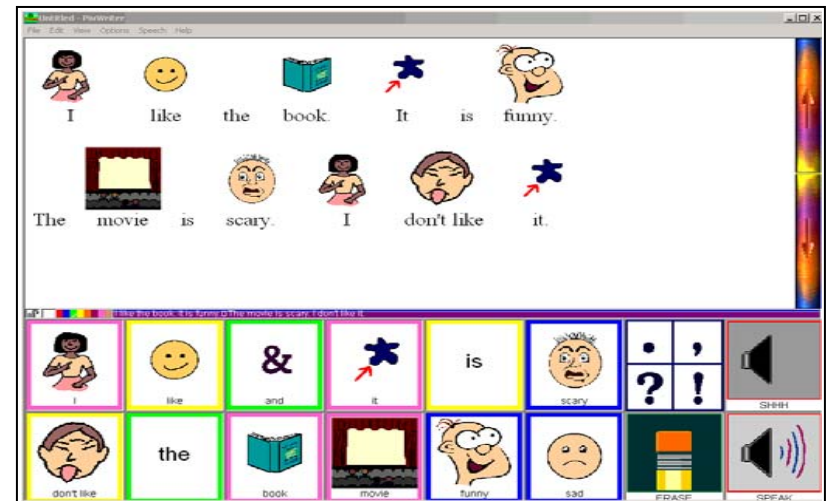 Untitled - PixWriter
File Edit View Options Speech Help
I like the book. It is funny.
The movie is scary. I don't like it.
I like the book. It is funny. The movie is scary. I don't like it.
I like & and it is scary . , ? ! SHHH
don't like the book movie funny sad ERASE SPEAK